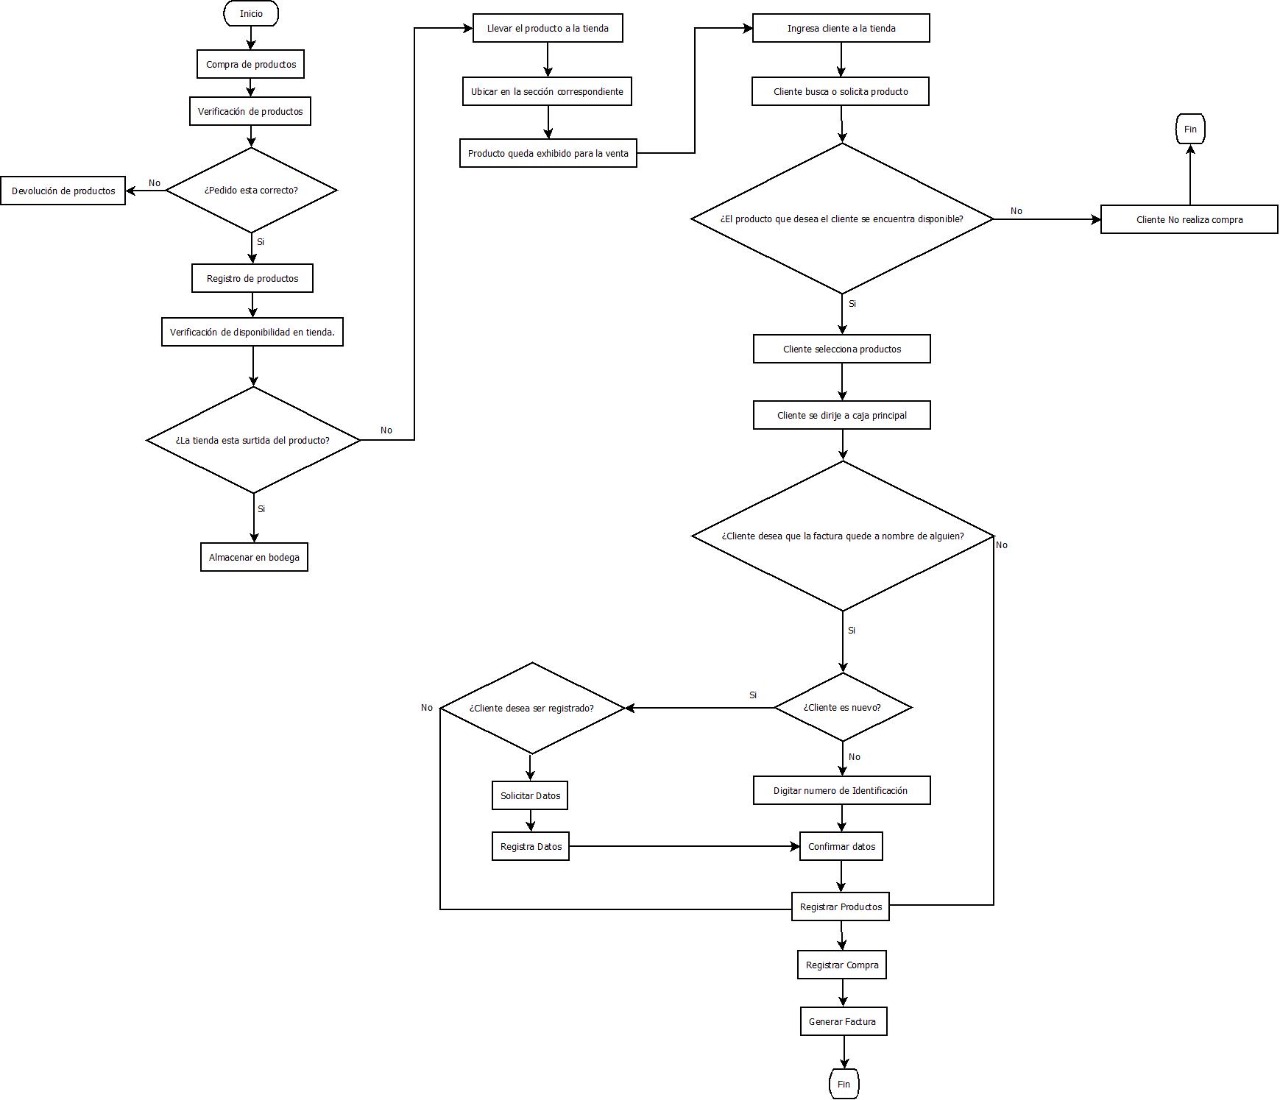 Inicio
Compra de productos
Verificación de productos
¿Pedido esta correcto?
No
Devolución de productos
Si
Registro de productos
Verificación de disponibilidad en tienda.
¿La tienda esta surtida del producto?
No
Si
Almacenar en bodega
Llevar el producto a la tienda
Ubicar en la sección correspondiente
Producto queda exhibido para la venta
Ingresa cliente a la tienda
Cliente busca o solicita producto
¿El producto que desea el cliente se encuentra disponible?
No
Cliente No realiza compra
Fin
Si
Cliente selecciona productos
Cliente se dirije a caja principal
¿Cliente desea que la factura quede a nombre de alguien?
No
Si
¿Cliente es nuevo?
Si
¿Cliente desea ser registrado?
No
Solicitar Datos
Registra Datos
No
Digitar numero de Identificación
Confirmar datos
Registrar Productos
Registrar Compra
Generar Factura
Fin